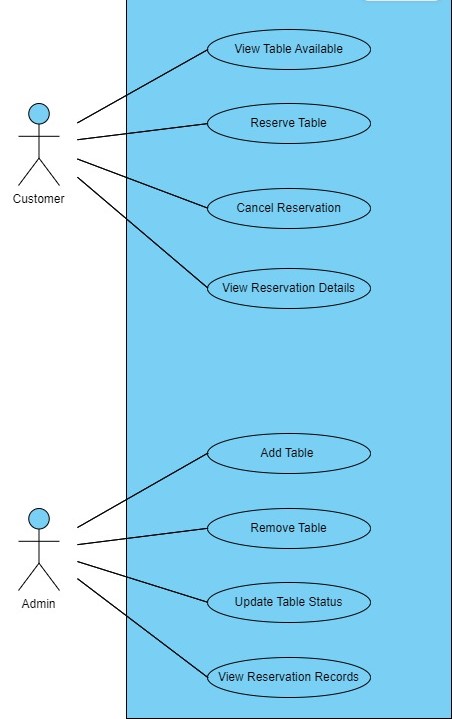 View Table Available
Reserve Table
Customer
Cancel Reservation
View Reservation Details
Add Table
Remove Table
Admin
Update Table Status
View Reservation Records